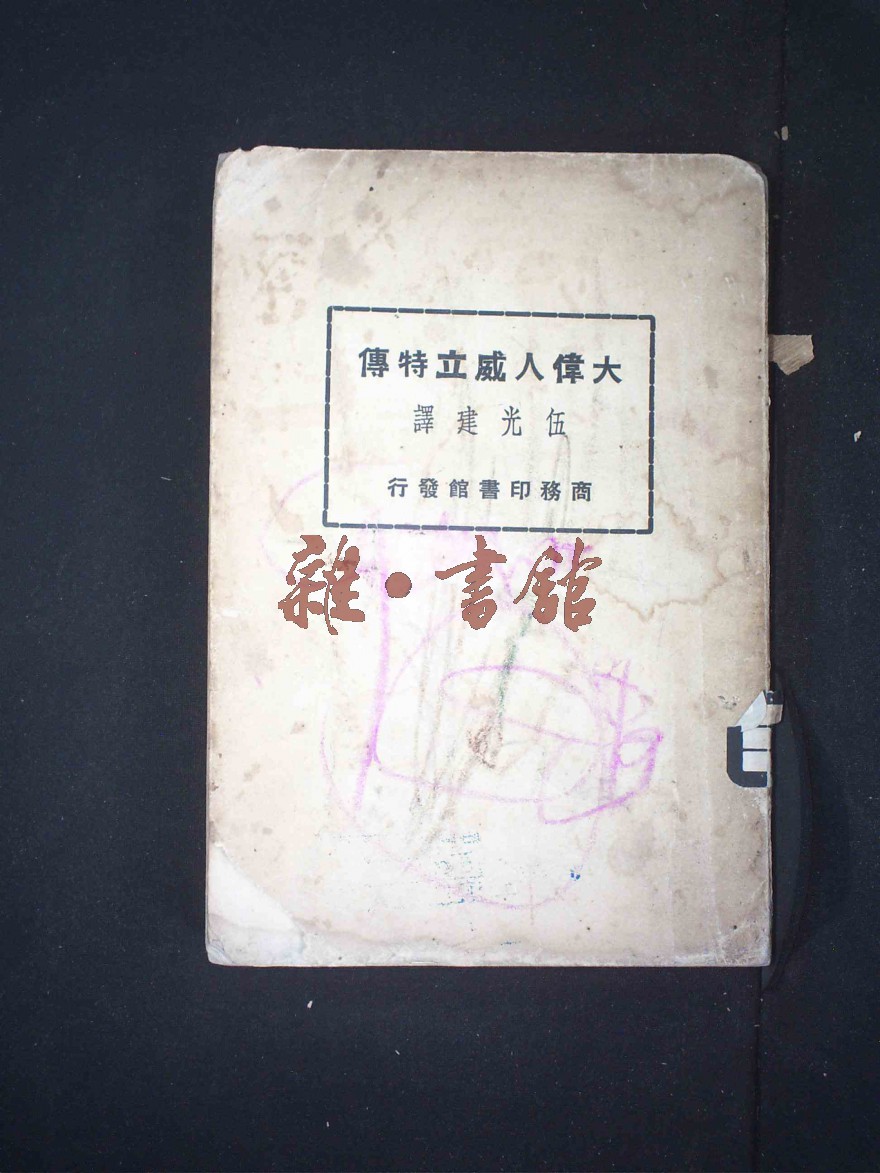 大偉人威立特傳
伍光建譯
商務印書館發行
雜·書館